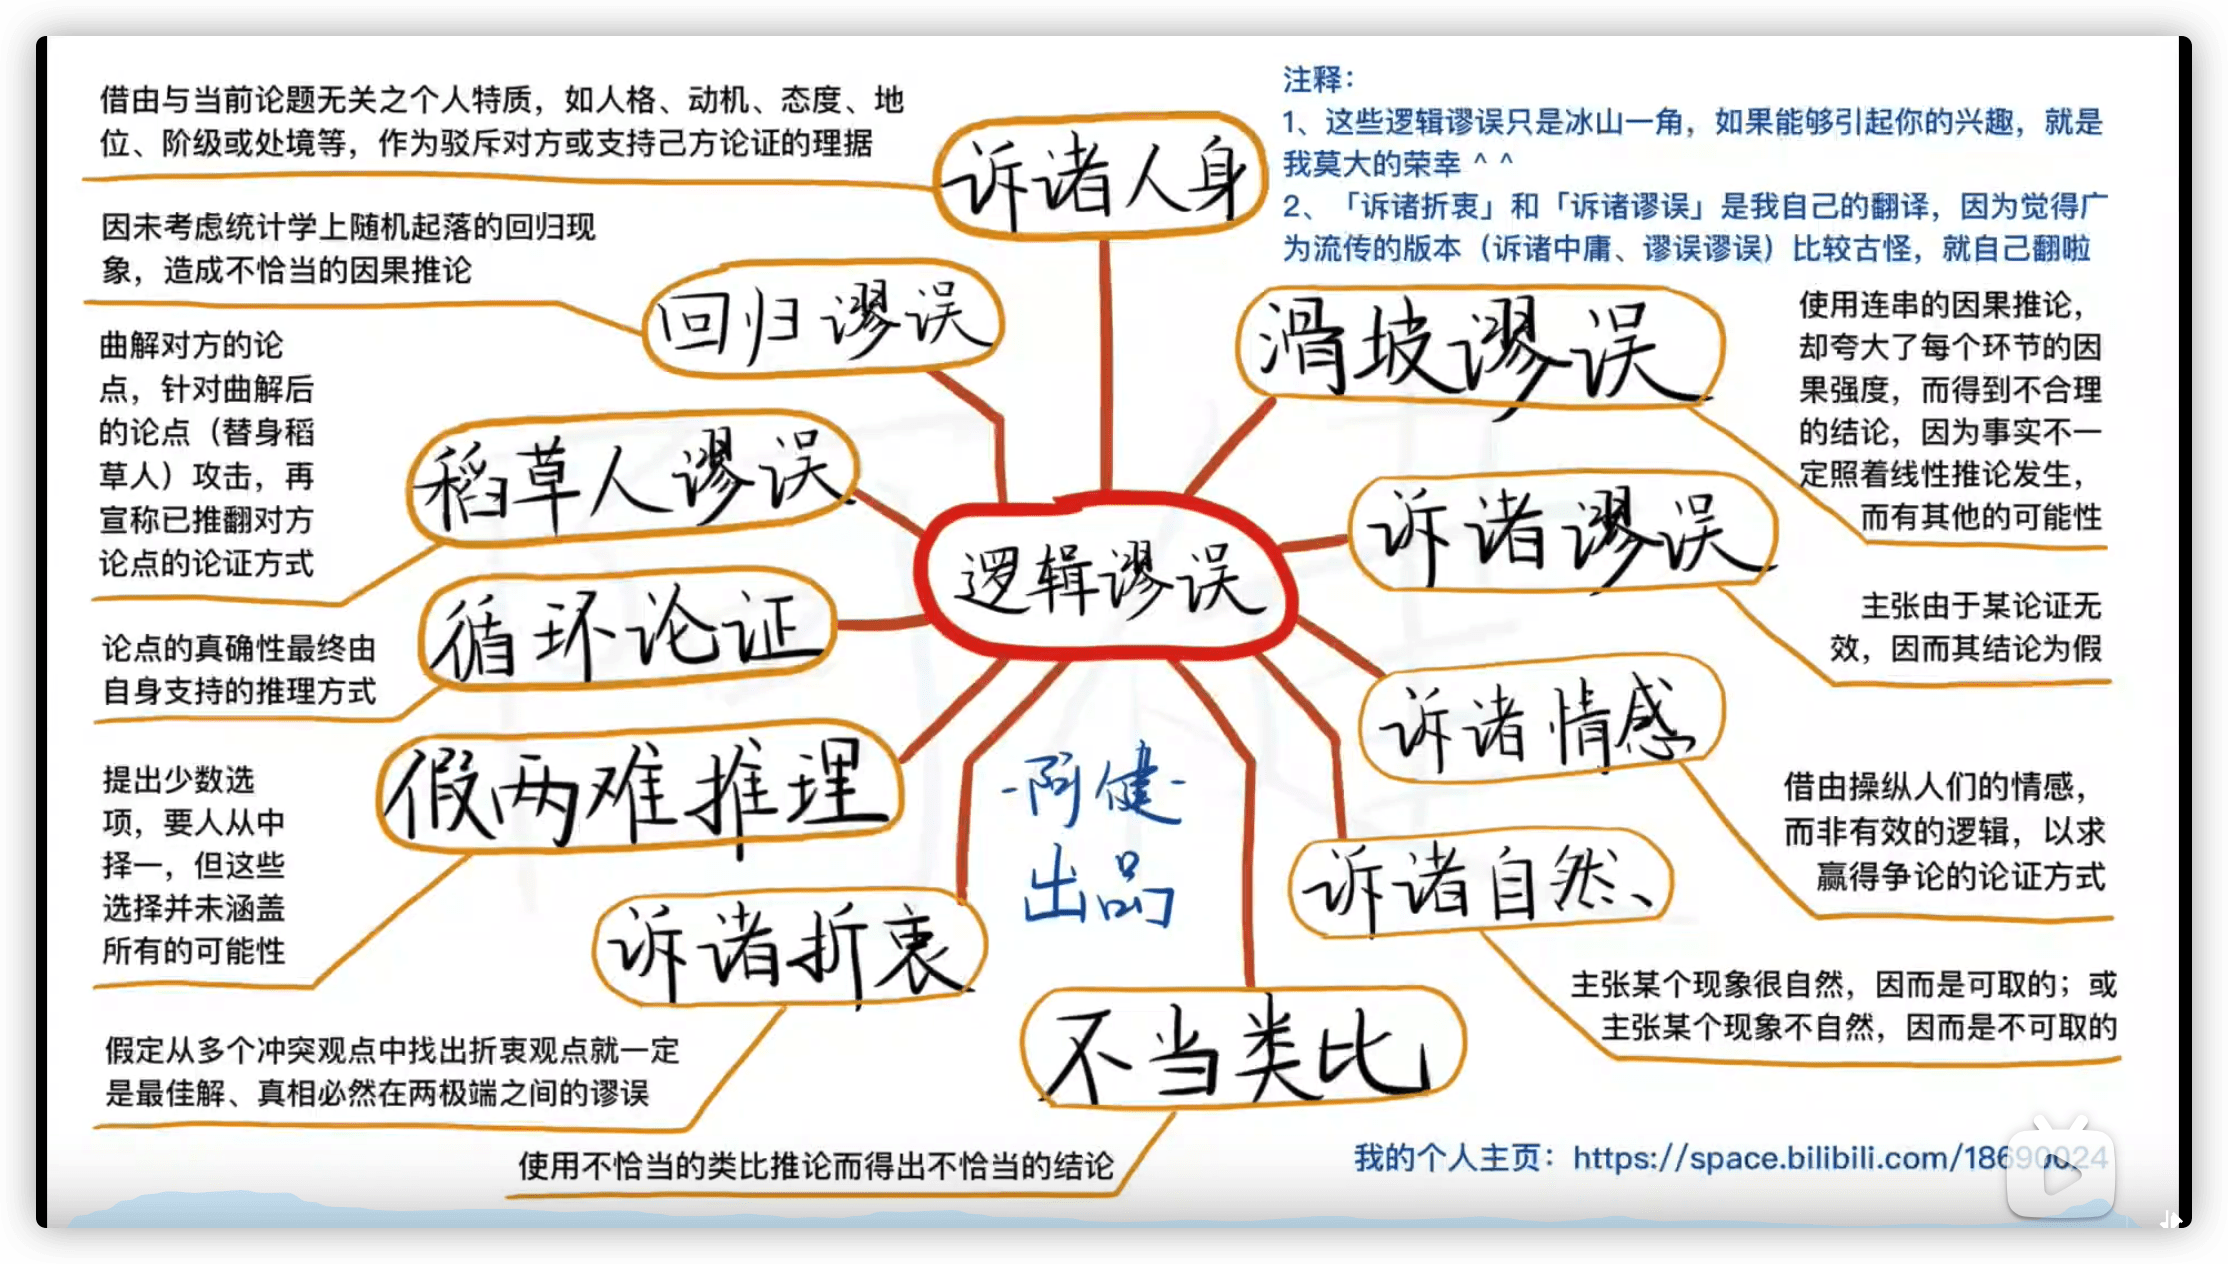 借由与当前论题无关之个人特质，如人格、动机、态度、地
位、阶级或处境等，作为驳斥对方或支持己方论证的理据
诉诸人身
注释：
1、这些逻辑谬误只是冰山一角，如果能够引起你的兴趣，就是
我莫大的荣幸 ^ ^
2、「诉诸折衷」和「诉诸谬误」是我自己的翻译，因为觉得广
为流传的版本（诉诸中庸、谬误谬误）比较古怪，就自己翻啦
因未考虑统计学上随机起落的回归现
象，造成不恰当的因果推论
回归谬误
滑坡谬误
使用连串的因果推论，
却夸大了每个环节的因
果强度，而得到不合理
的结论，因为事实不一
定照着线性推论发生，
而有其他的可能性
曲解对方的论
点，针对曲解后
的论点（替身稻
草人）攻击，再
宣称已推翻对方
论点的论证方式
稻草人谬误
逻辑谬误
诉诸谬误
主张由于某论证无
效，因而其结论为假
循环论证
论点的真确性最终由
自身支持的推理方式
诉诸情感
借由操纵人们的情感，
而非有效的逻辑，以求
赢得争论的论证方式
假两难推理
提出少数选
项，要人从中
择一，但这些
选择并未涵盖
所有的可能性
-阿健-
出品
诉诸自然
主张某个现象很自然，因而是可取的；或
主张某个现象不自然，因而是不可取的
诉诸折衷
假定从多个冲突观点中找出折衷观点就一定
是最佳解、真相必然在两极端之间的谬误
不当类比
使用不恰当的类比推论而得出不恰当的结论
我的个人主页：https://space.bilibili.com/18690024